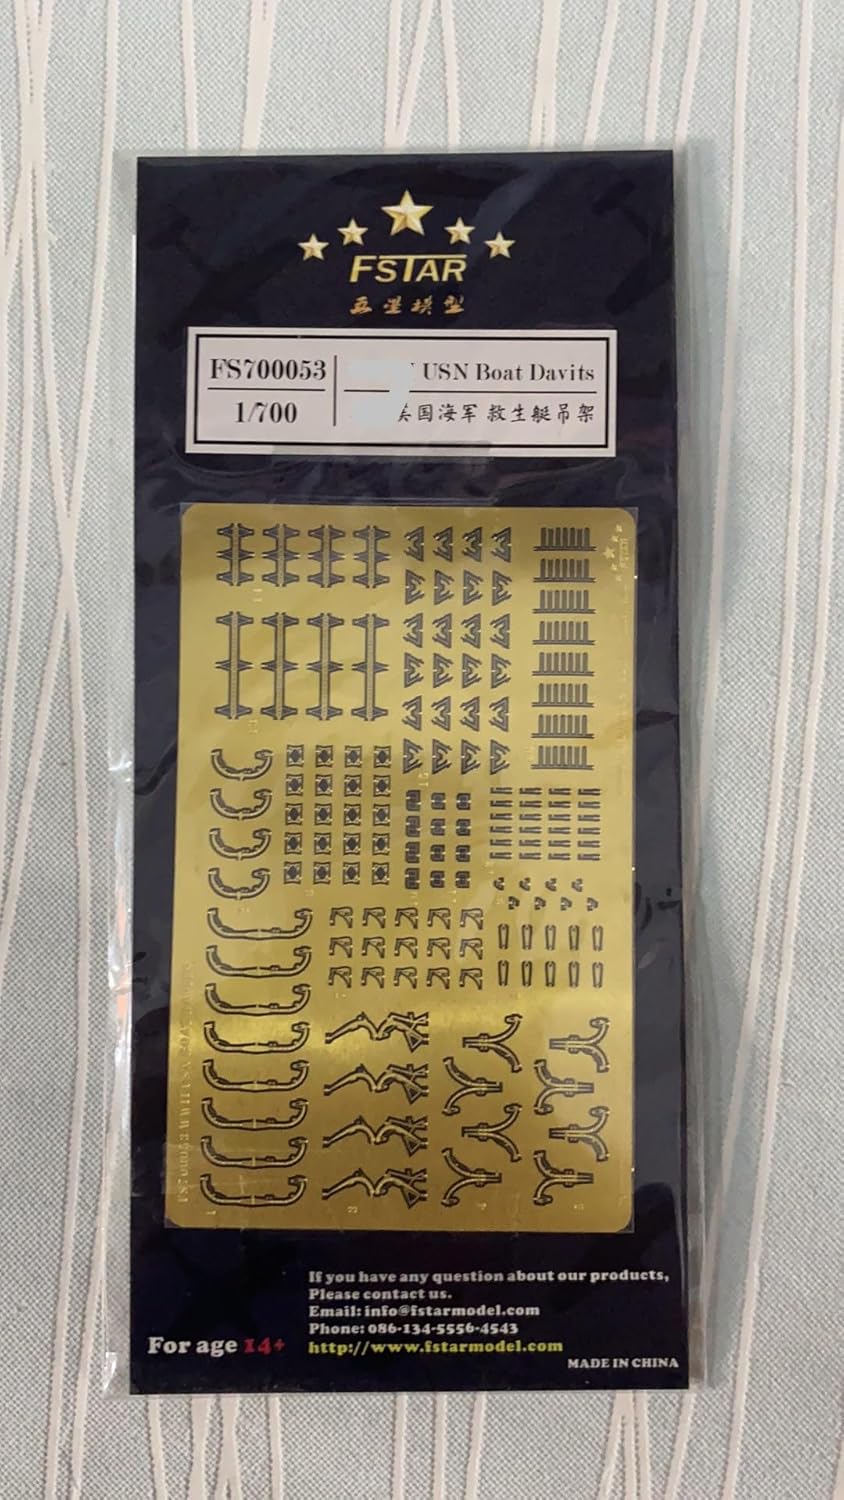 FSTAR
五星模型
FS700053
USN Boat Davits
1/700
美国海军 救生艇吊架
If you have any question about our products,
Please contact us.
Email: info@fstarmodel.com
Phone: 086-134-5556-4543
For age 14+
http://www.fstarmodel.com
MADE IN CHINA